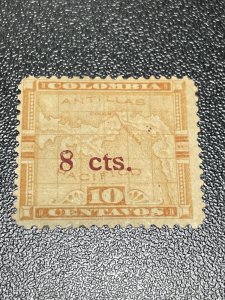 COLOMBIA
ANTILLAS
8 cts.
10
CENTAVOS